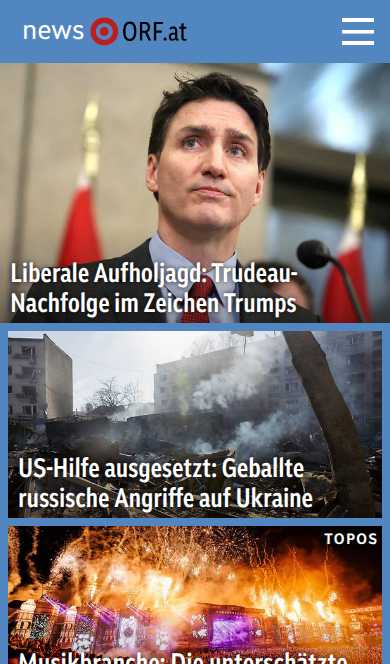 news ORF.at
Liberale Aufholjagd: Trudeau-
Nachfolge im Zeichen Trumps
US-Hilfe ausgesetzt: Geballte
russische Angriffe auf Ukraine
TOPOS
Musikbranche: Die unterschätzte